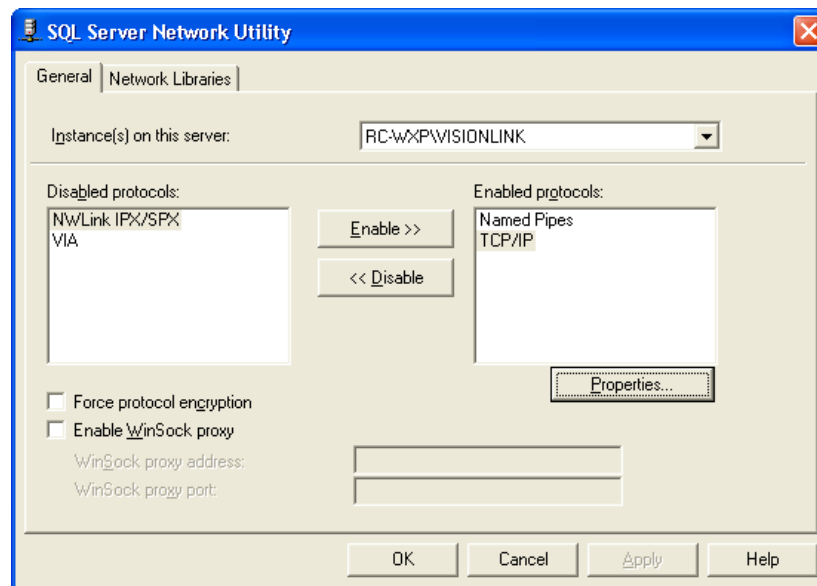 SQL Server Network Utility
General
Network Libraries
Instance(s) on this server:
RC-WXP\VISIONLINK
Disabled protocols:
NWLink IPX/SPX
VIA
Enable >>
<< Disable
Enabled protocols:
Named Pipes
TCP/IP
Properties...
Force protocol encryption
Enable WinSock proxy
WinSock proxy address:
WinSock proxy port:
OK
Cancel
Apply
Help